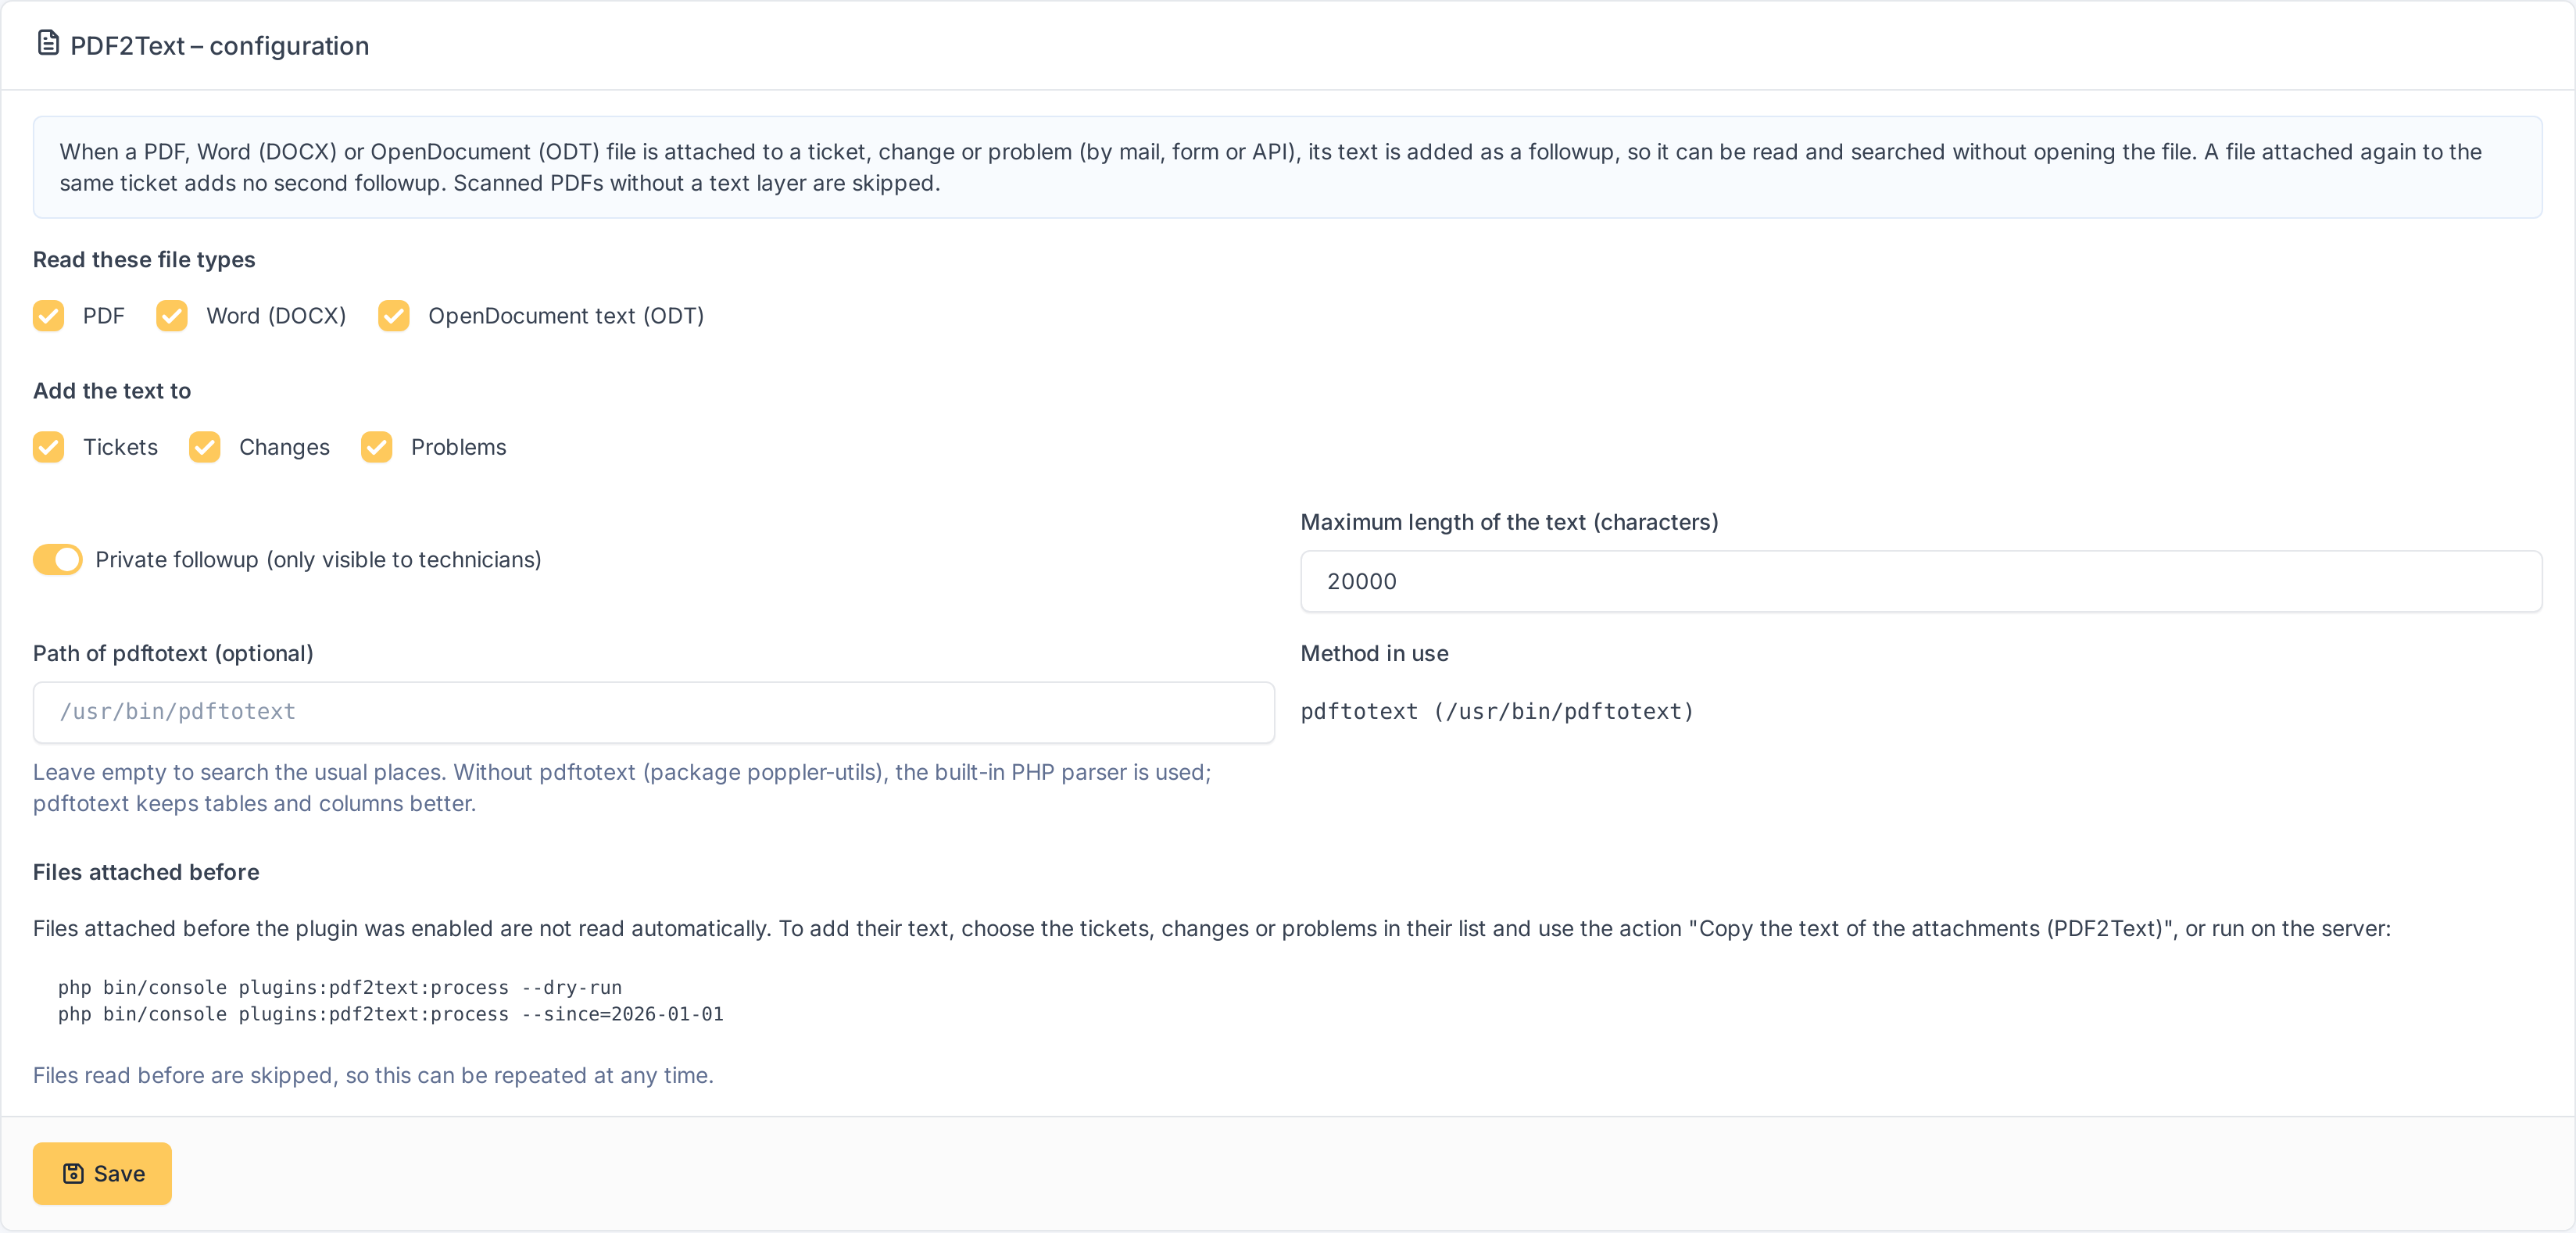 PDF2Text – configuration
When a PDF, Word (DOCX) or OpenDocument (ODT) file is attached to a ticket, change or problem (by mail, form or API), its text is added as a followup, so it can be read and searched without opening the file. A file attached again to the
same ticket adds no second followup. Scanned PDFs without a text layer are skipped.
Read these file types
PDF Word (DOCX) OpenDocument text (ODT)
Add the text to
Tickets Changes Problems
Private followup (only visible to technicians)
Maximum length of the text (characters)
20000
Path of pdftotext (optional)
/usr/bin/pdftotext
Leave empty to search the usual places. Without pdftotext (package poppler-utils), the built-in PHP parser is used;
pdftotext keeps tables and columns better.
Method in use
pdftotext (/usr/bin/pdftotext)
Files attached before
Files attached before the plugin was enabled are not read automatically. To add their text, choose the tickets, changes or problems in their list and use the action "Copy the text of the attachments (PDF2Text)", or run on the server:
php bin/console plugins:pdf2text:process --dry-run
php bin/console plugins:pdf2text:process --since=2026-01-01
Files read before are skipped, so this can be repeated at any time.
Save